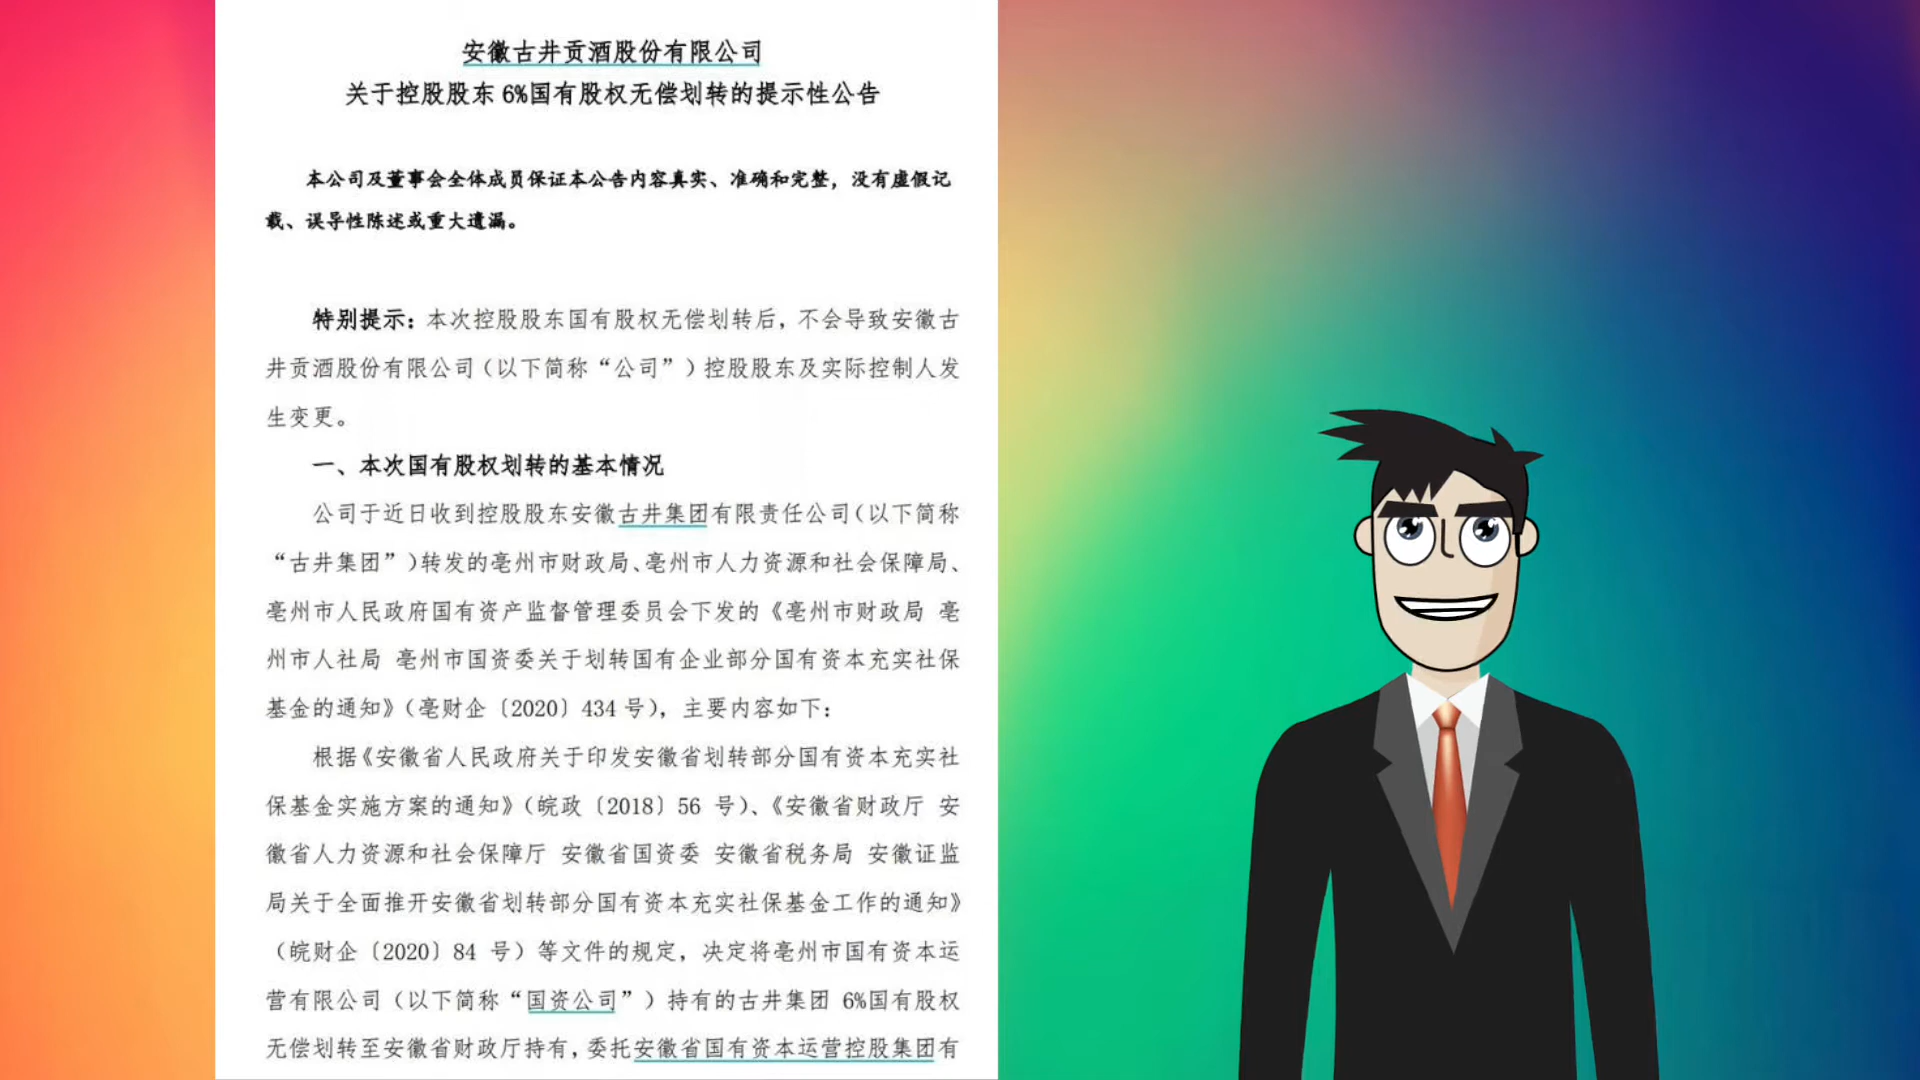 安徽古井贡酒股份有限公司
关于控股股东 6%国有股权无偿划转的提示性公告
本公司及董事会全体成员保证本公告内容真实、准确和完整，没有虚假记
载、误导性陈述或重大遗漏。
特别提示：本次控股股东国有股权无偿划转后，不会导致安徽古
井贡酒股份有限公司（以下简称“公司”）控股股东及实际控制人发
生变更。
一、本次国有股权划转的基本情况
公司于近日收到控股股东安徽古井集团有限责任公司（以下简称
“古井集团”）转发的亳州市财政局、亳州市人力资源和社会保障局、
亳州市人民政府国有资产监督管理委员会下发的《亳州市财政局 亳
州市人社局 亳州市国资委关于划转国有企业部分国有资本充实社保
基金的通知》（亳财企〔2020〕434 号），主要内容如下：
根据《安徽省人民政府关于印发安徽省划转部分国有资本充实社
保基金实施方案的通知》（皖政〔2018〕56 号）、《安徽省财政厅 安
徽省人力资源和社会保障厅 安徽省国资委 安徽省税务局 安徽证监
局关于全面推开安徽省划转部分国有资本充实社保基金工作的通知》
（皖财企〔2020〕84 号）等文件的规定，决定将亳州市国有资本运
营有限公司（以下简称“国资公司”）持有的古井集团 6%国有股权
无偿划转至安徽省财政厅持有，委托安徽省国有资本运营控股集团有